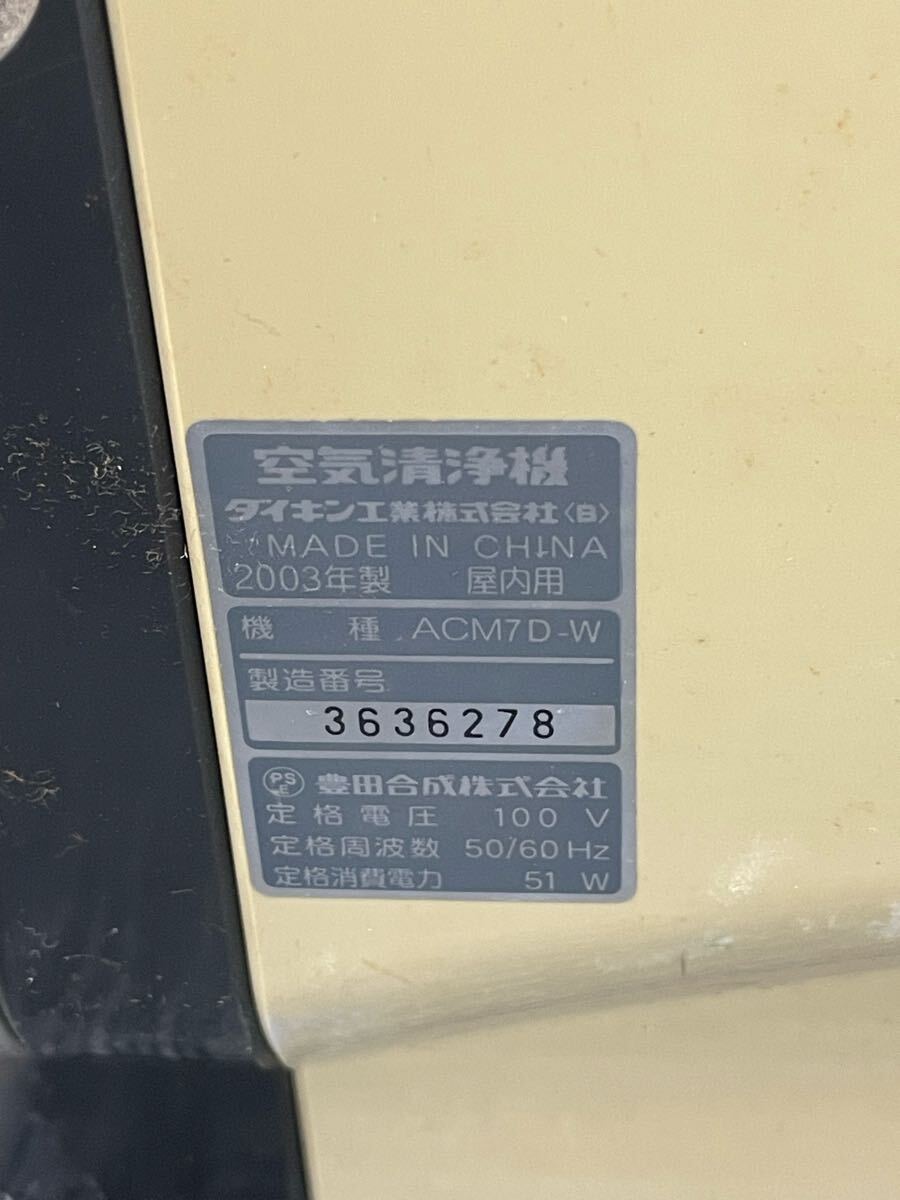 空気清浄機
ダイキン工業株式会社〈B〉
MADE IN CHINA
2003年製 屋内用
機種 ACM7D-W
製造番号
3636278
PS E 豊田合成株式会社
定格電圧 100 V
定格周波数 50/60 Hz
定格消費電力 51 W